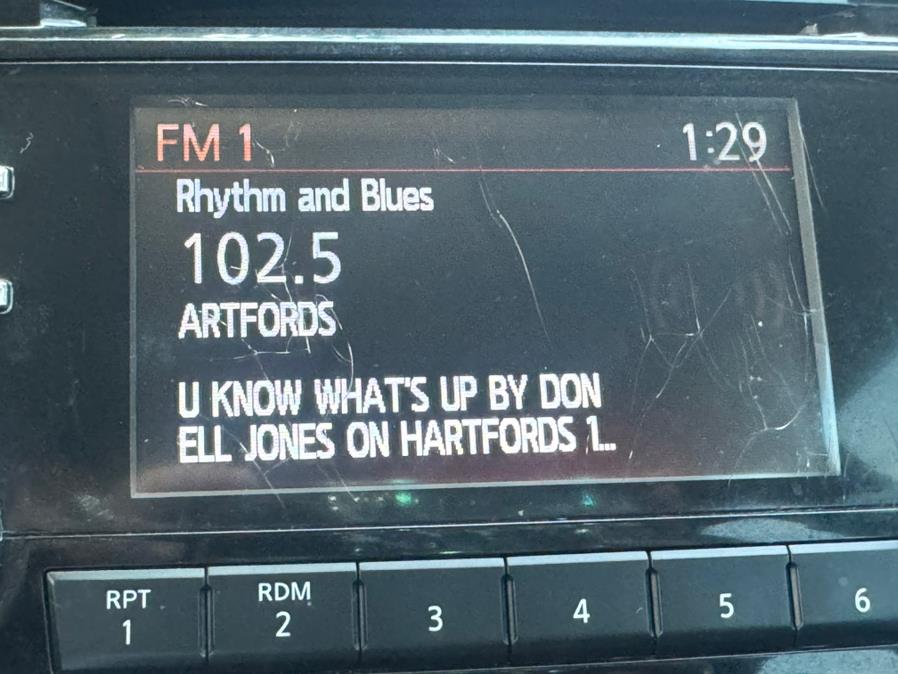 FM 1 1:29
Rhythm and Blues
102.5
ARTFORDS
U KNOW WHAT'S UP BY DON
ELL JONES ON HARTFORDS 1...
RPT RDM
1 2 3 4 5 6